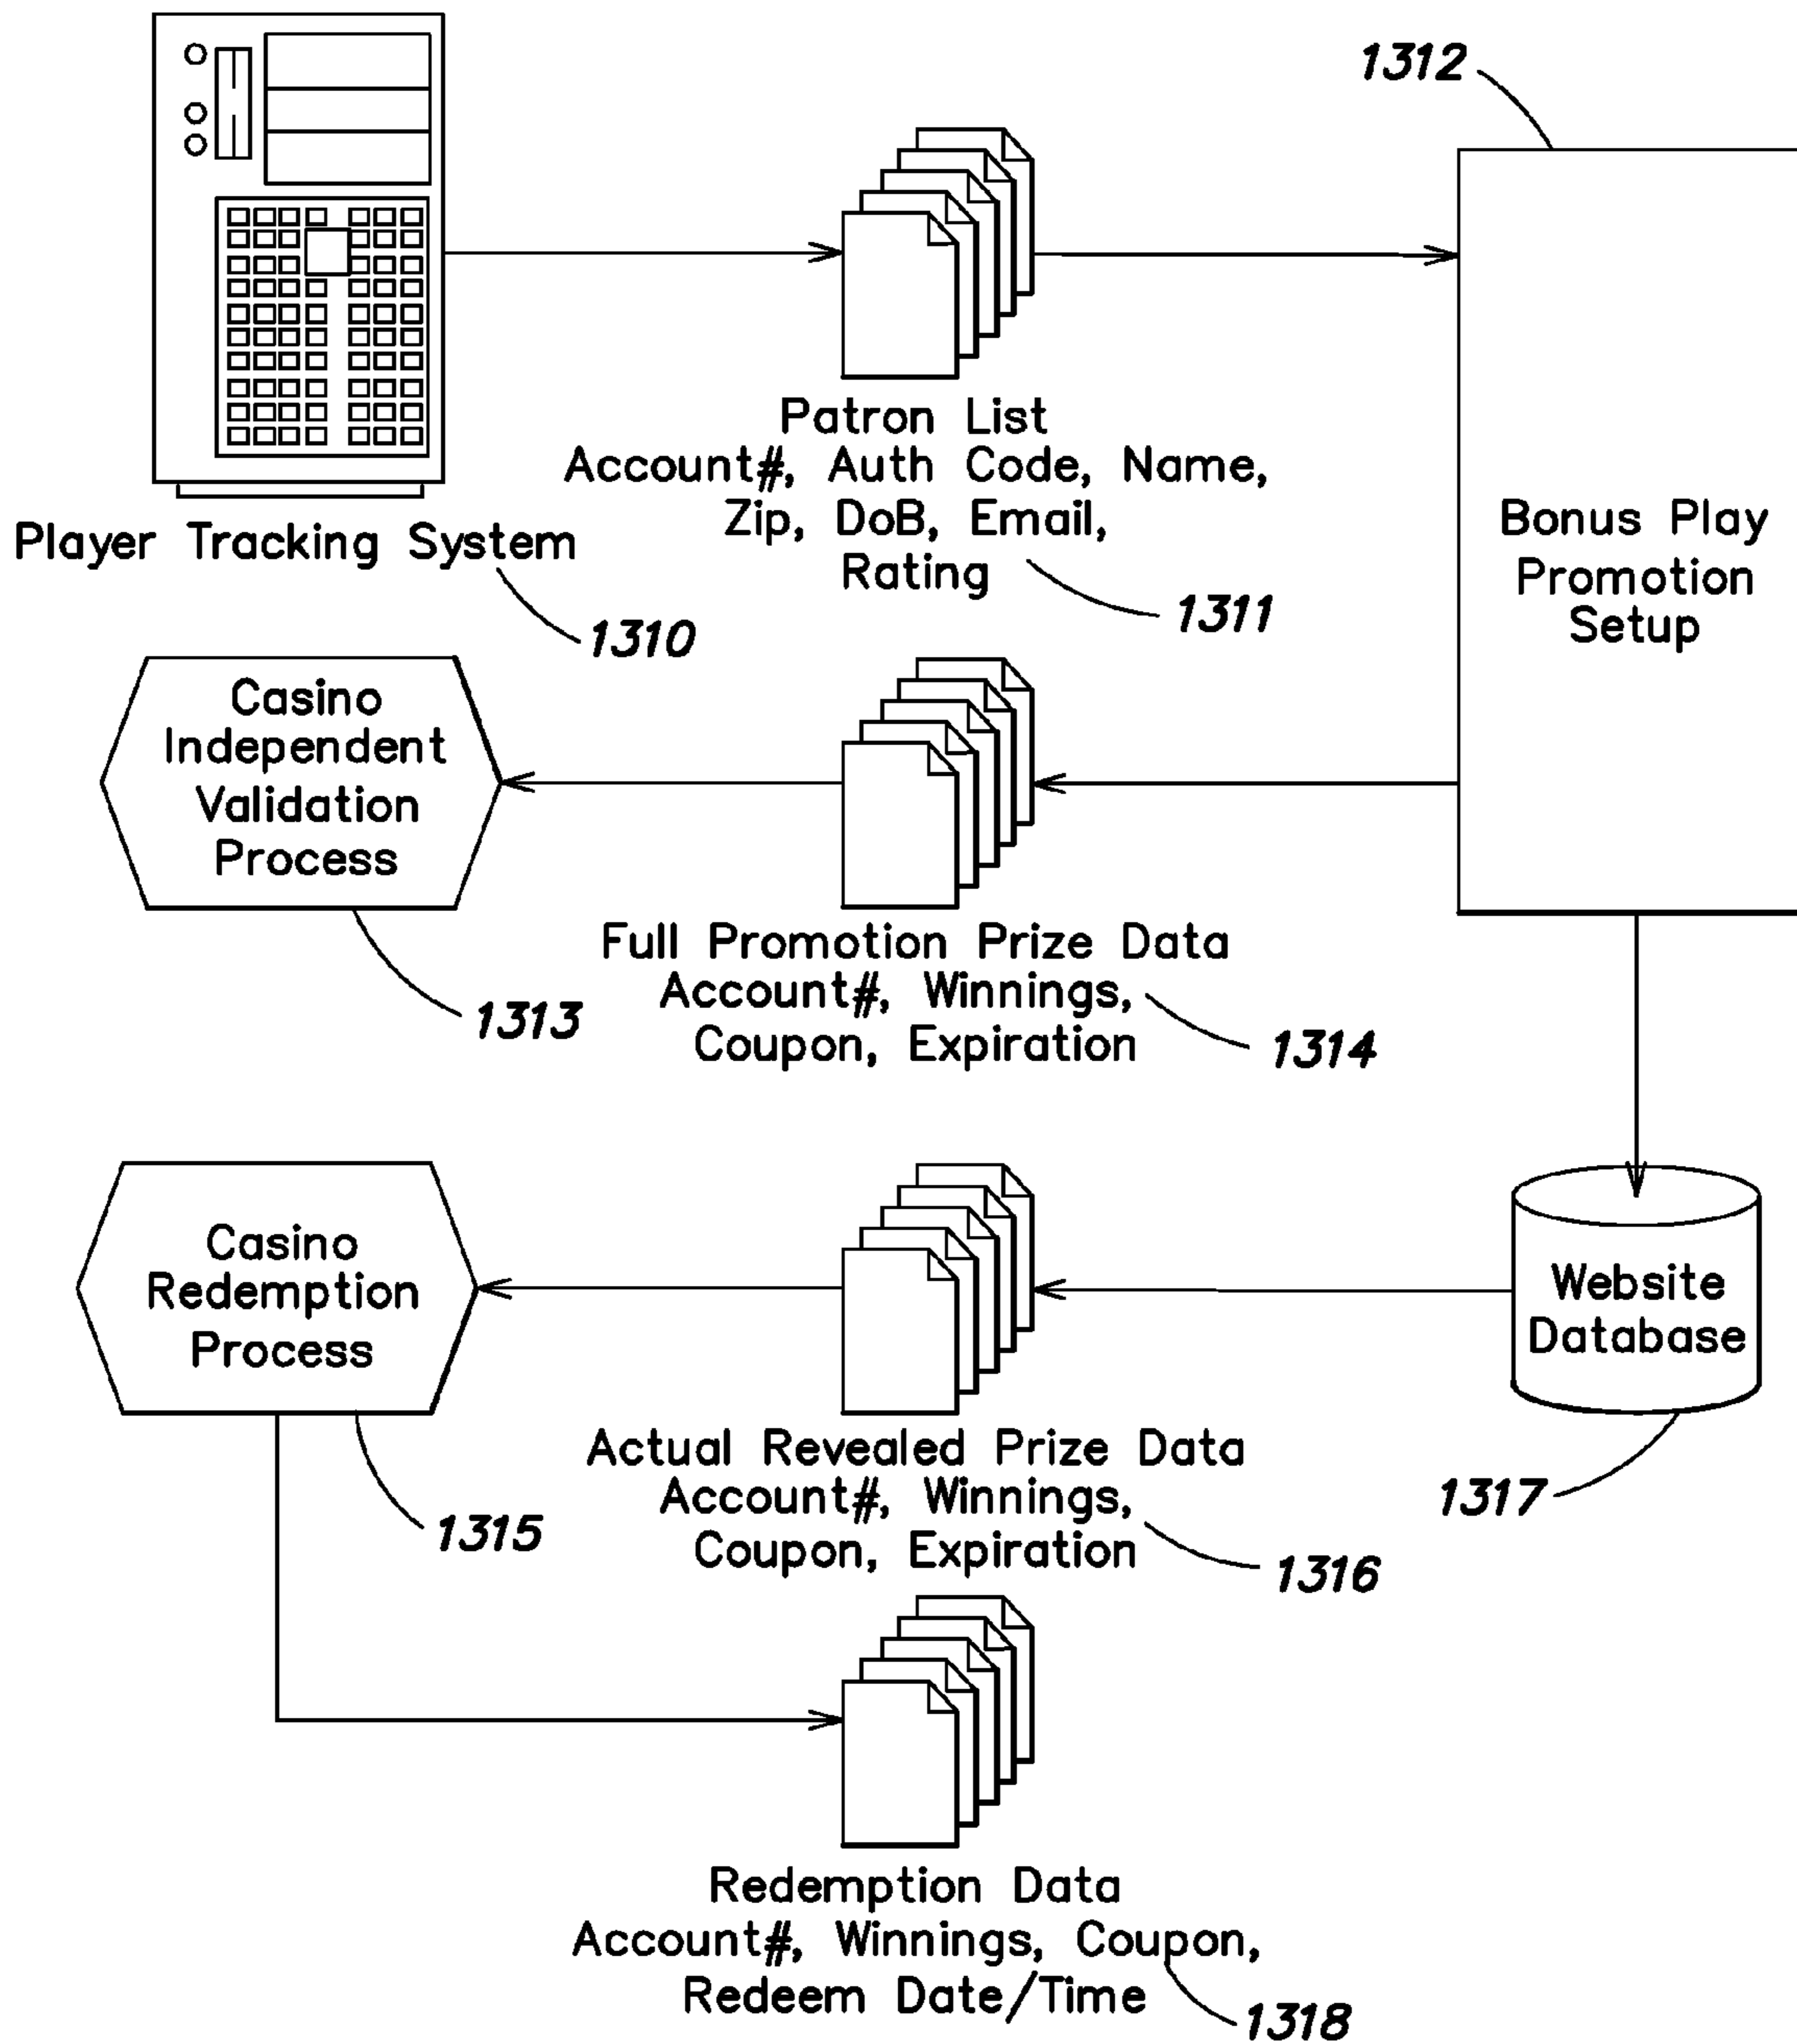 1312
Patron List
Account#, Auth Code, Name,
Zip, DoB, Email,
Rating
1311
Player Tracking System
1310
Bonus Play
Promotion
Setup
Casino
Independent
Validation
Process
1313
Full Promotion Prize Data
Account#, Winnings,
Coupon, Expiration
1314
Casino
Redemption
Process
1315
Actual Revealed Prize Data
Account#, Winnings,
Coupon, Expiration
1316
Website
Database
1317
Redemption Data
Account#, Winnings, Coupon,
Redeem Date/Time
1318